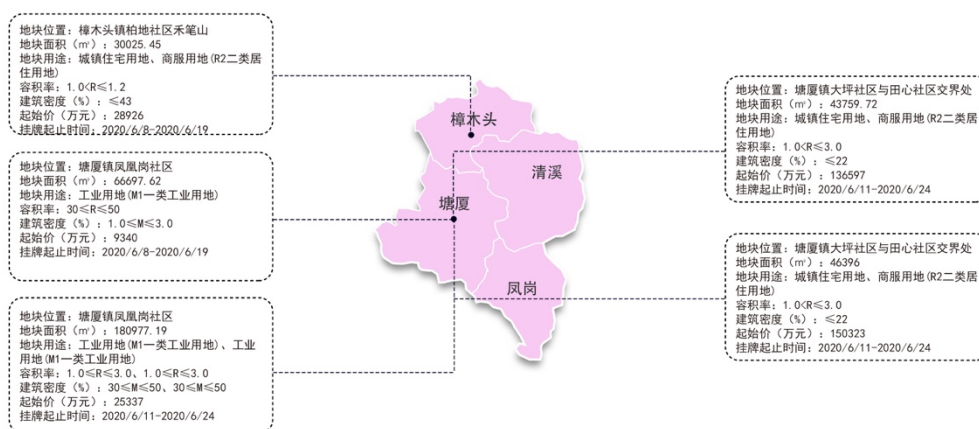 地块位置：樟木头镇柏地社区禾笔山
地块面积（㎡）：30025.45
地块用途：城镇住宅用地、商服用地(R2二类居
住用地)
容积率：1.0<R≤1.2
建筑密度（%）：≤43
起始价（万元）：28926
挂牌起止时间：2020/6/8-2020/6/19
地块位置：塘厦镇凤凰岗社区
地块面积（㎡）：66697.62
地块用途：工业用地(M1一类工业用地)
容积率：30≤R≤50
建筑密度（%）：1.0≤M≤3.0
起始价（万元）：9340
挂牌起止时间：2020/6/8-2020/6/19
地块位置：塘厦镇凤凰岗社区
地块面积（㎡）：180977.19
地块用途：工业用地(M1一类工业用地)、工业
用地(M1一类工业用地)
容积率：1.0≤R≤3.0、1.0≤R≤3.0
建筑密度（%）：30≤M≤50、30≤M≤50
起始价（万元）：25337
挂牌起止时间：2020/6/11-2020/6/24
樟木头
清溪
塘厦
凤岗
地块位置：塘厦镇大坪社区与田心社区交界处
地块面积（㎡）：43759.72
地块用途：城镇住宅用地、商服用地(R2二类居
住用地)
容积率：1.0<R≤3.0
建筑密度（%）：≤22
起始价（万元）：136597
挂牌起止时间：2020/6/11-2020/6/24
地块位置：塘厦镇大坪社区与田心社区交界处
地块面积（㎡）：46396
地块用途：城镇住宅用地、商服用地(R2二类居
住用地)
容积率：1.0<R≤3.0
建筑密度（%）：≤22
起始价（万元）：150323
挂牌起止时间：2020/6/11-2020/6/24